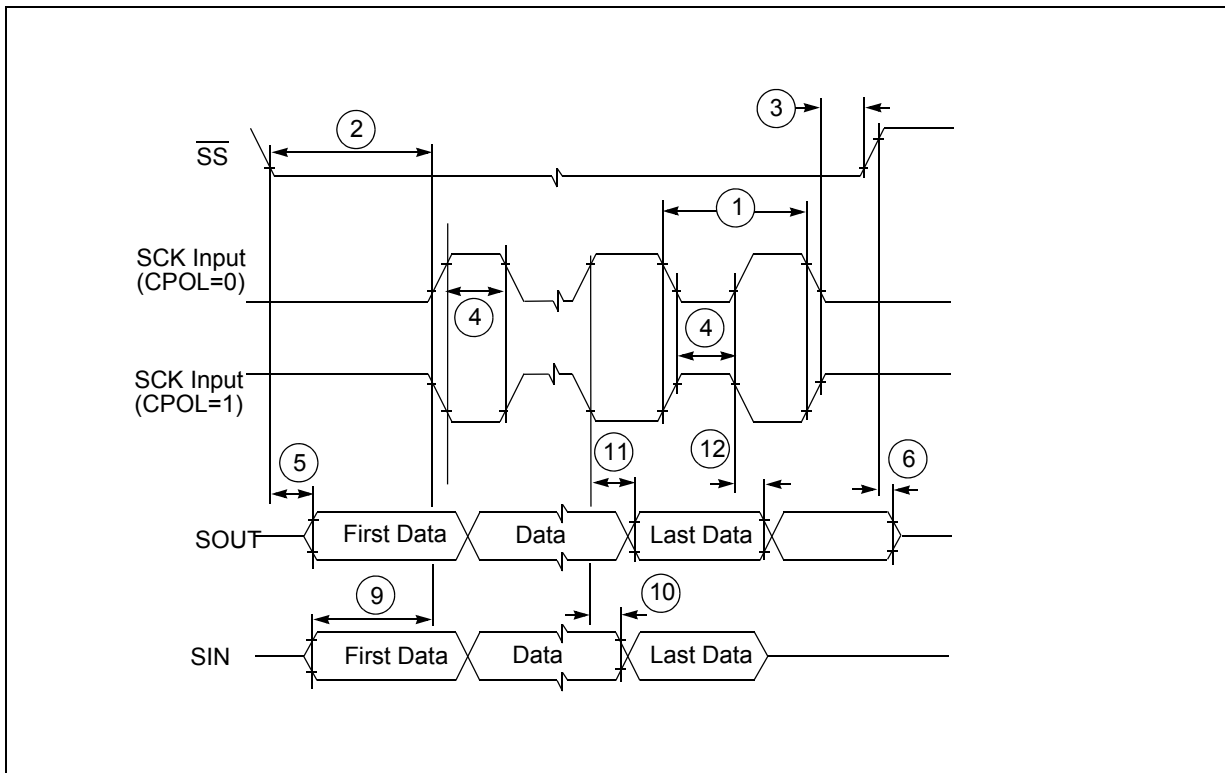 3
2
SS
1
SCK Input
(CPOL=0)
4
4
SCK Input
(CPOL=1)
11
12
5
6
SOUT
First Data
Data
Last Data
9
10
SIN
First Data
Data
Last Data